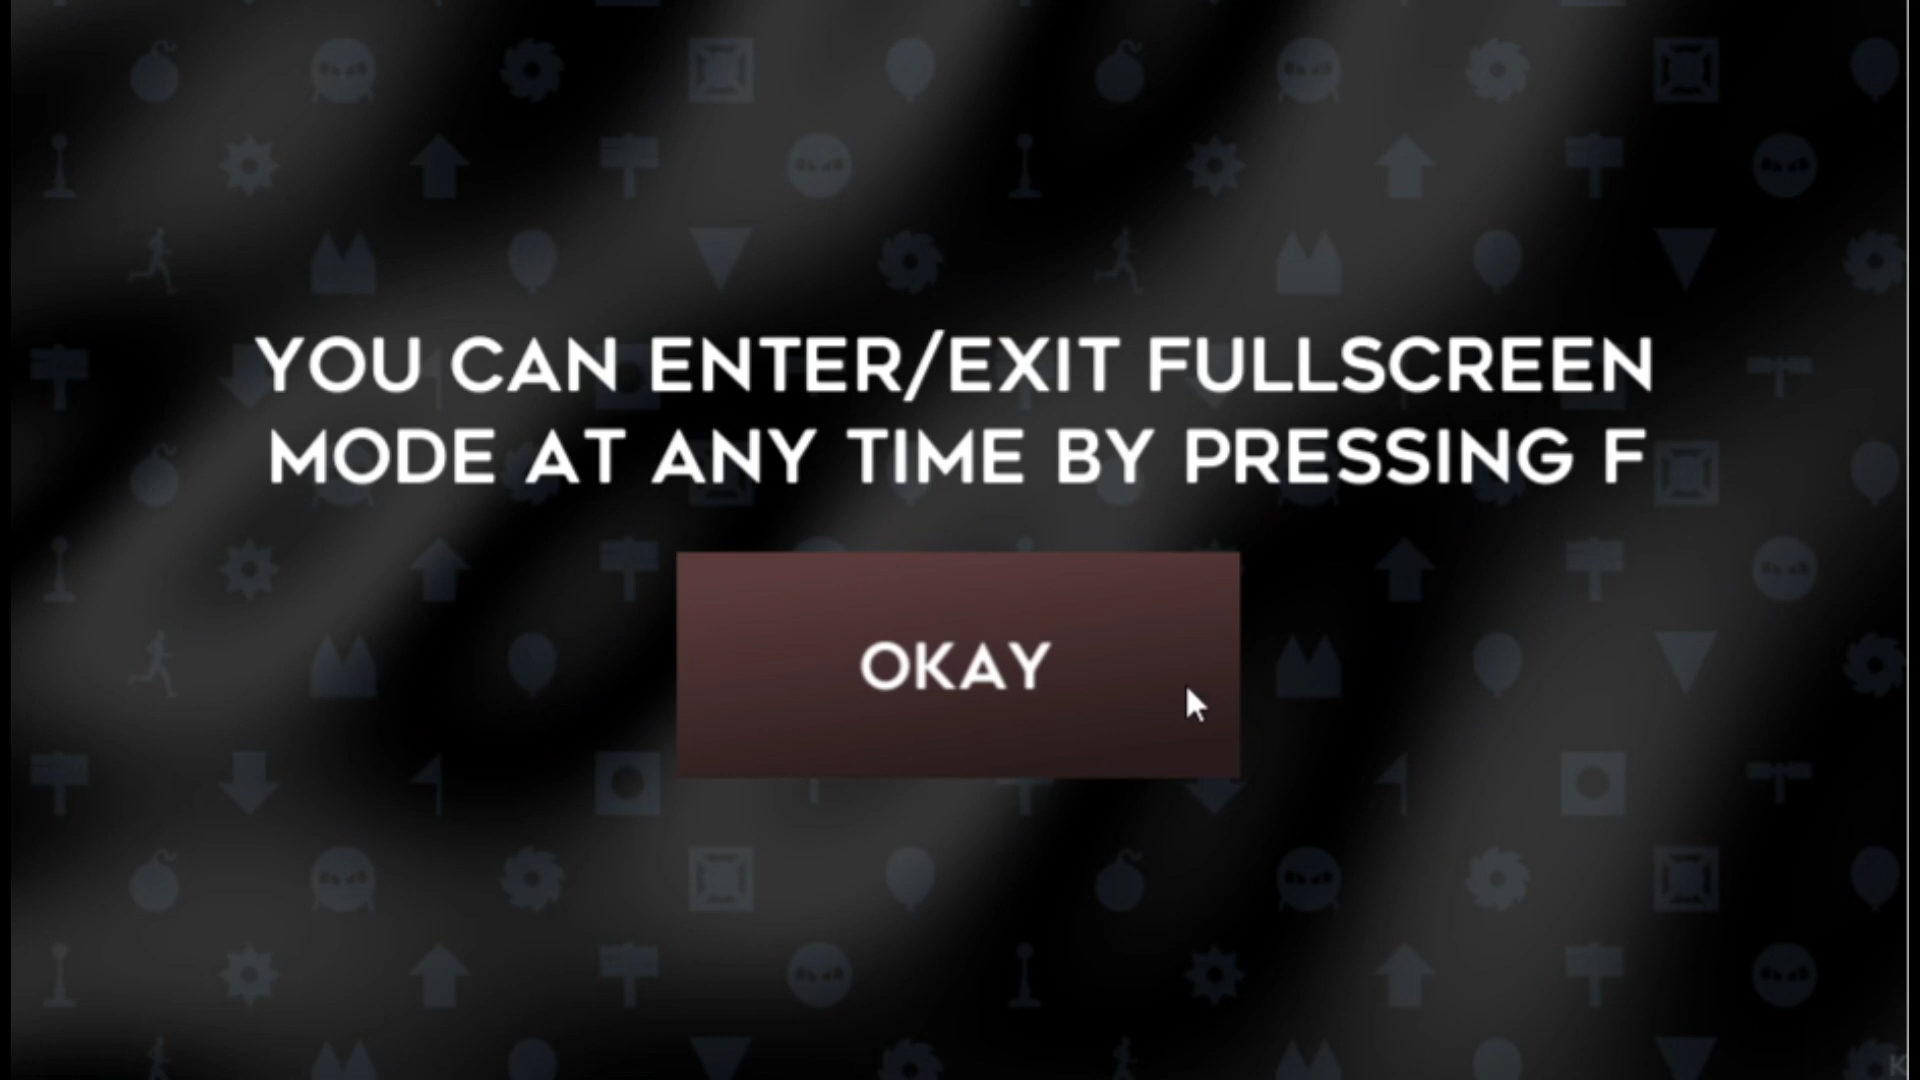 YOU CAN ENTER/EXIT FULLSCREEN
MODE AT ANY TIME BY PRESSING F
OKAY